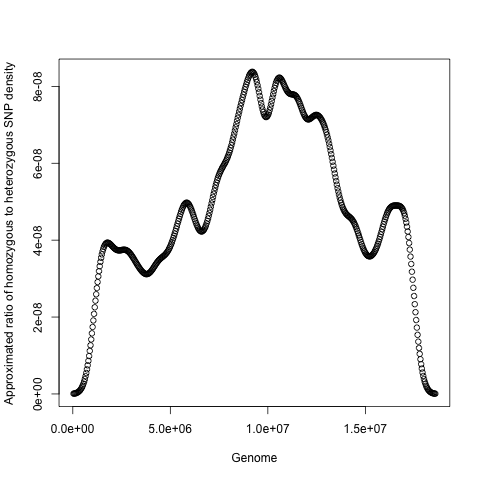 Approximated ratio of homozygous to heterozygous SNP density
8e-08
6e-08
4e-08
2e-08
0e+00
0.0e+00 5.0e+06 1.0e+07 1.5e+07
Genome